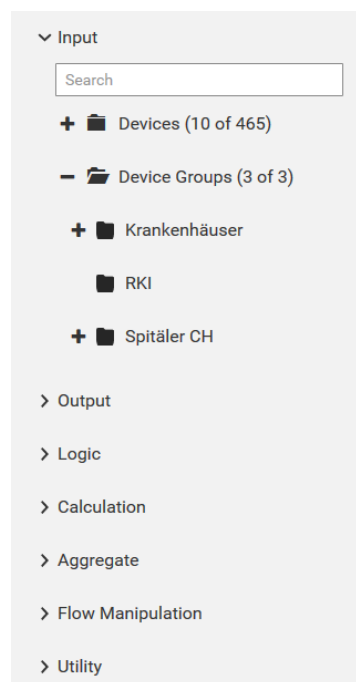 Input
Search
Devices (10 of 465)
Device Groups (3 of 3)
Krankenhäuser
RKI
Spitäler CH
Output
Logic
Calculation
Aggregate
Flow Manipulation
Utility